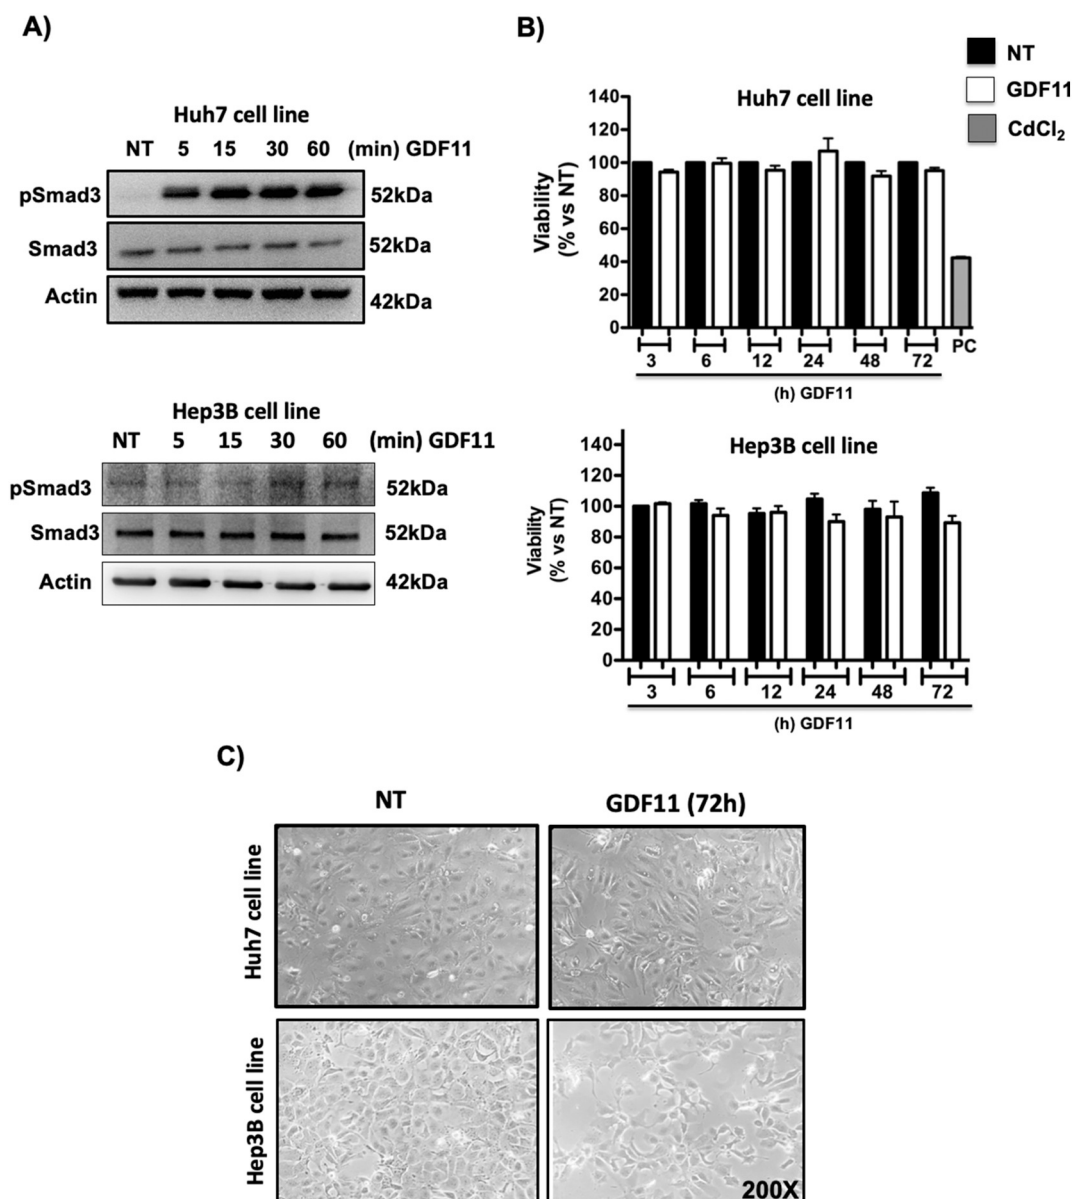 A)
Huh7 cell line
NT 5 15 30 60 (min) GDF11
pSmad3 52kDa
Smad3 52kDa
Actin 42kDa
Hep3B cell line
NT 5 15 30 60 (min) GDF11
pSmad3 52kDa
Smad3 52kDa
Actin 42kDa
B)
NT
GDF11
CdCl₂
Huh7 cell line
Viability
(% vs NT)
140
120
100
80
60
40
20
0
3 6 12 24 48 72 PC
(h) GDF11
Hep3B cell line
Viability
(% vs NT)
140
120
100
80
60
40
20
0
3 6 12 24 48 72
(h) GDF11
C)
NT GDF11 (72h)
Huh7 cell line
Hep3B cell line
200X